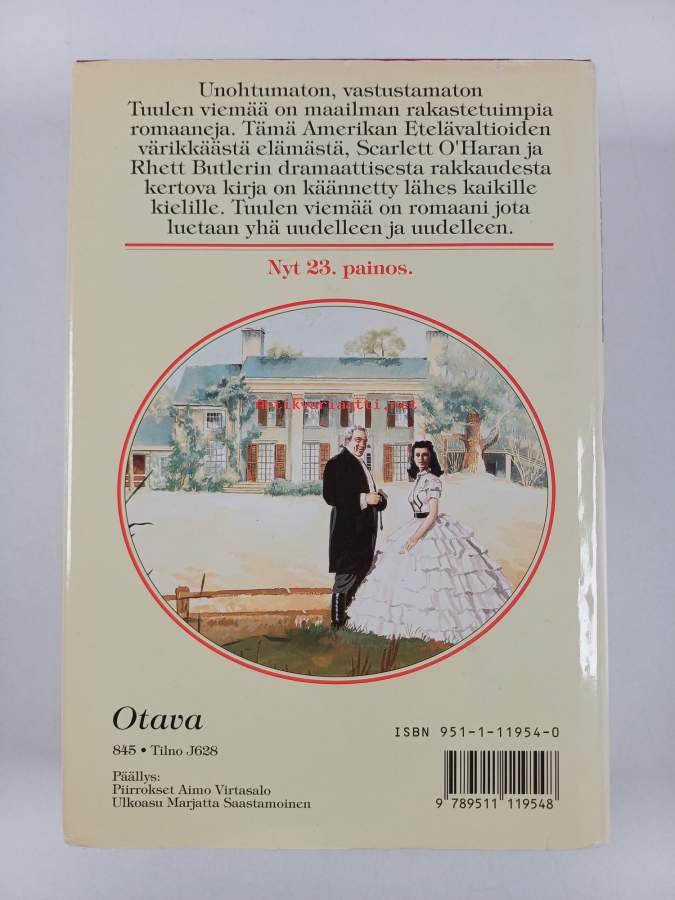 Unohtumaton, vastustamaton
Tuulen viemää on maailman rakastetuimpia
romaaneja. Tämä Amerikan Etelävaltioiden
värikkäästä elämästä, Scarlett O'Haran ja
Rhett Butlerin dramaattisesta rakkaudesta
kertova kirja on käännetty lähes kaikille
kielille. Tuulen viemää on romaani jota
luetaan yhä uudelleen ja uudelleen.
Nyt 23. painos.
antikvariaatti.net
Otava
845 • Tilno J628
Päällys:
Piirrokset Aimo Virtasalo
Ulkoasu Marjatta Saastamoinen
ISBN 951-1-11954-0
9 789511 119548